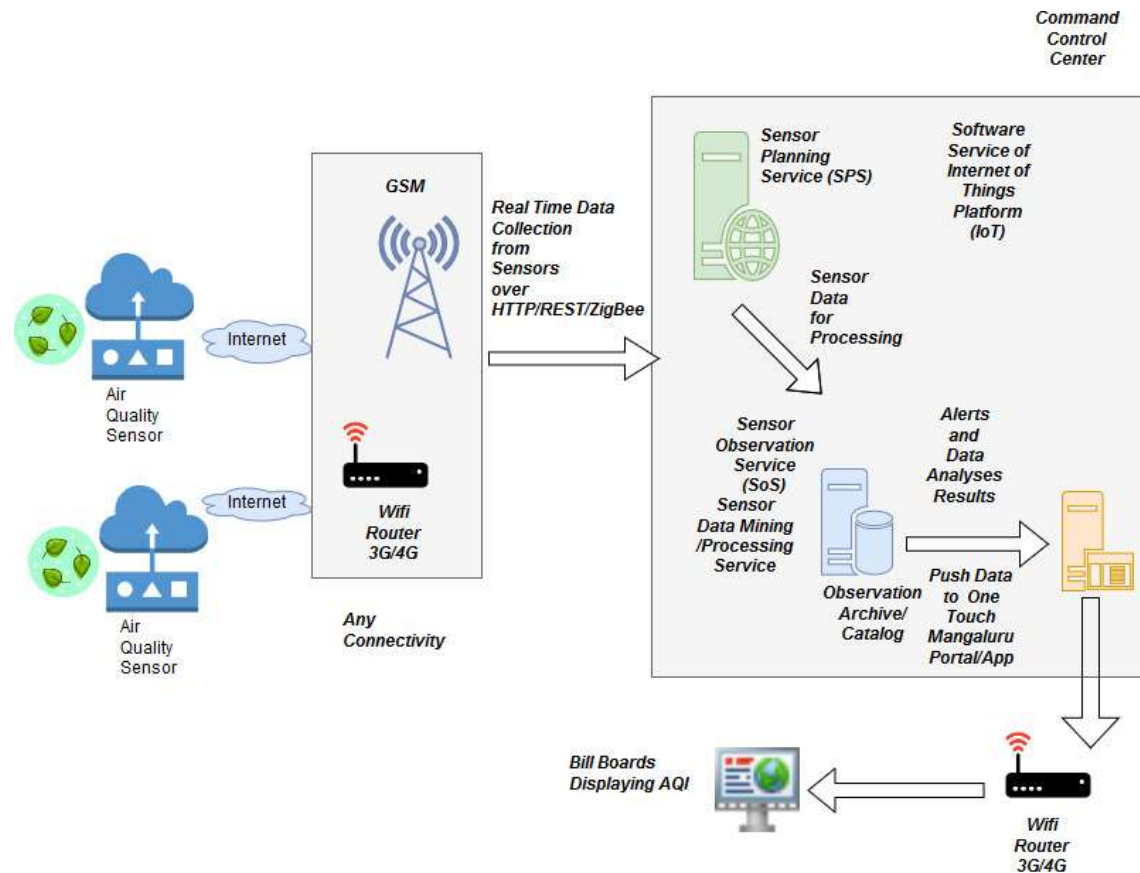 Command
Control
Center
Sensor
Planning
Service (SPS)
Software
Service of
Internet of
Things
Platform
(IoT)
GSM
Real Time Data
Collection
from
Sensors
over
HTTP/REST/ZigBee
Internet
Air
Quality
Sensor
Sensor
Data
for
Processing
Sensor
Observation
Service
(SoS)
Sensor
Data Mining
/Processing
Service
Alerts
and
Data
Analyses
Results
Internet
Wifi
Router
3G/4G
Observation
Archive/
Catalog
Push Data
to One
Touch
Mangaluru
Portal/App
Air
Quality
Sensor
Any
Connectivity
Bill Boards
Displaying AQI
Wifi
Router
3G/4G